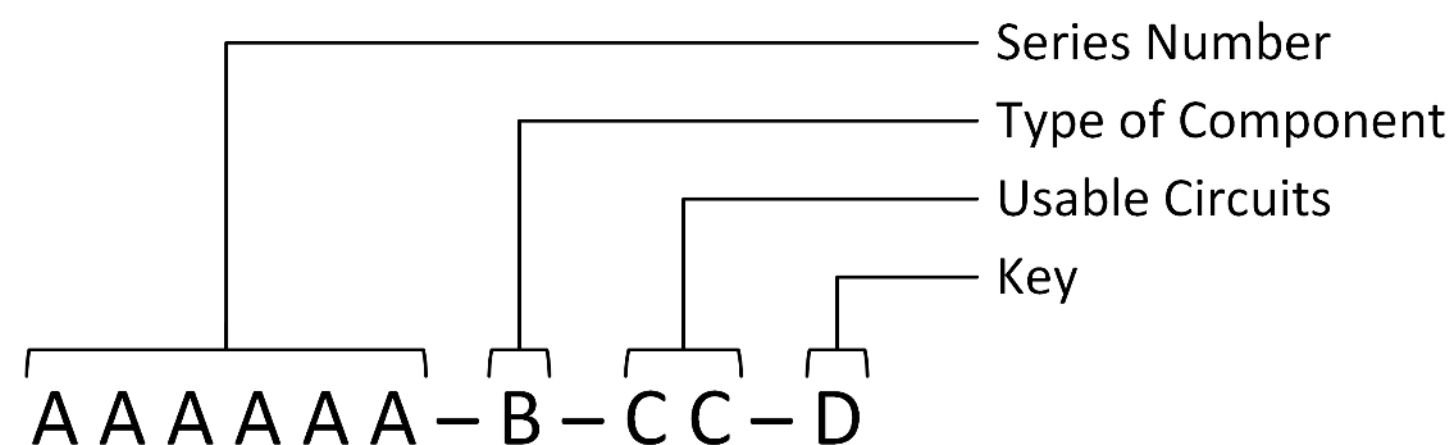 Series Number
Type of Component
Usable Circuits
Key
A A A A A A – B – C C – D